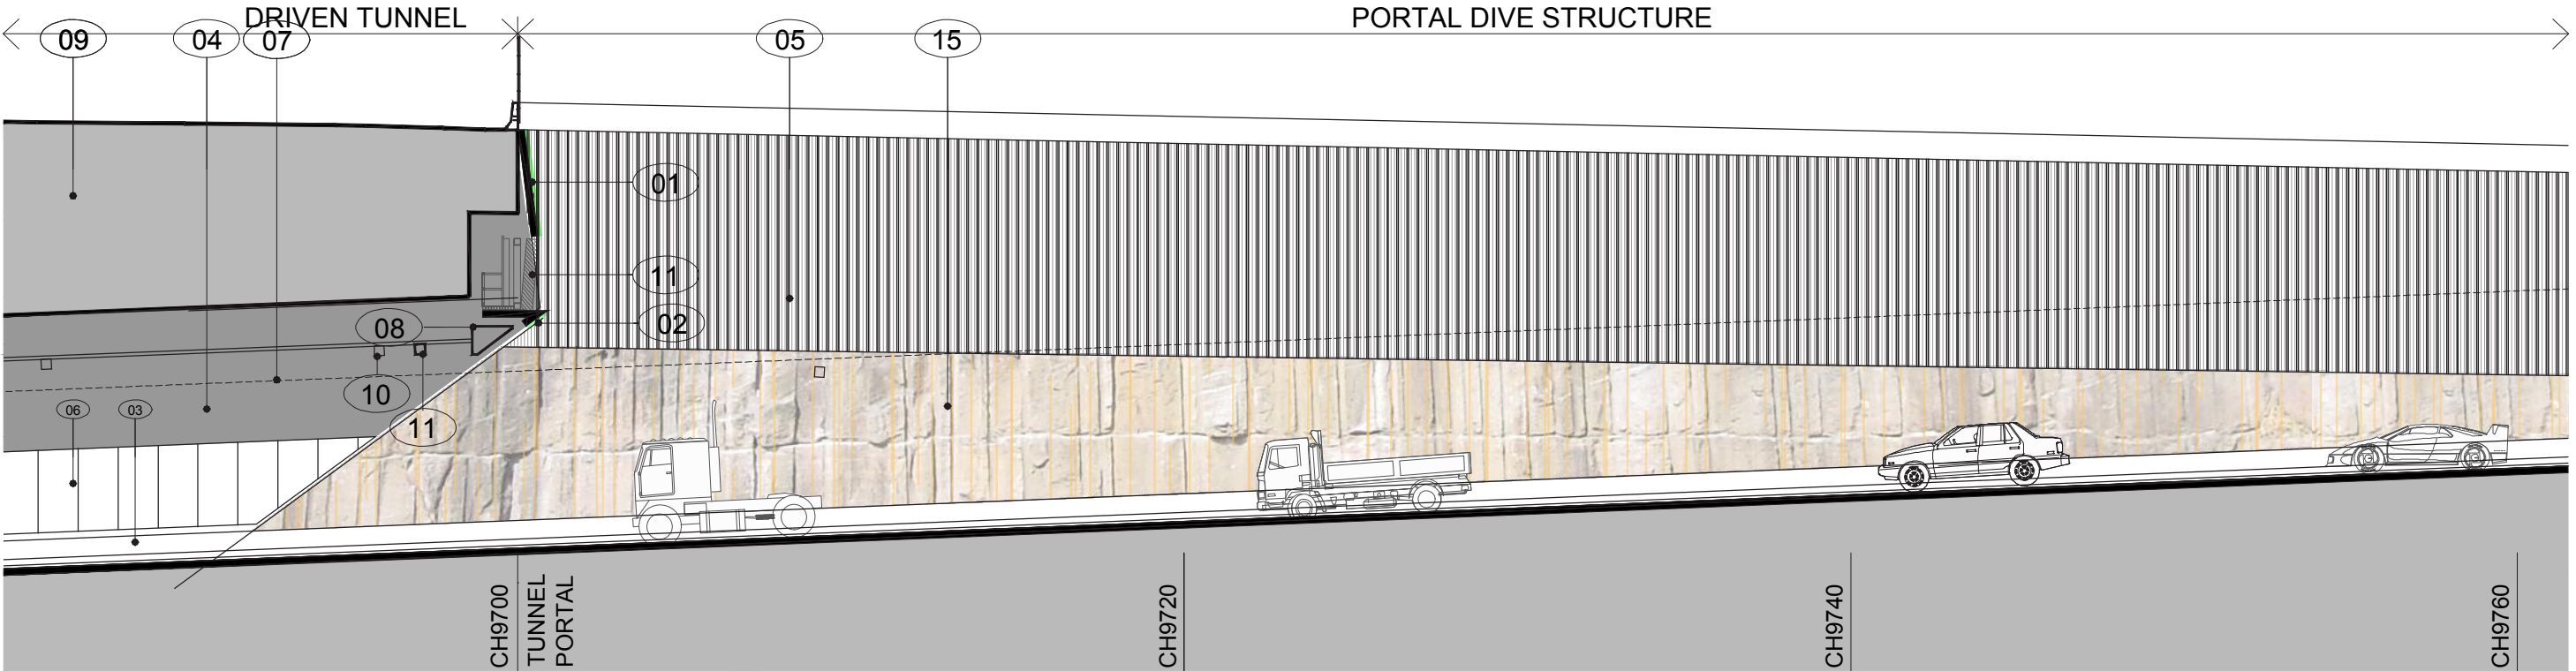 DRIVEN TUNNEL
PORTAL DIVE STRUCTURE
09
04
07
05
15
01
11
02
08
10
11
06
03
CH9700
TUNNEL
PORTAL
CH9720
CH9740
CH9760